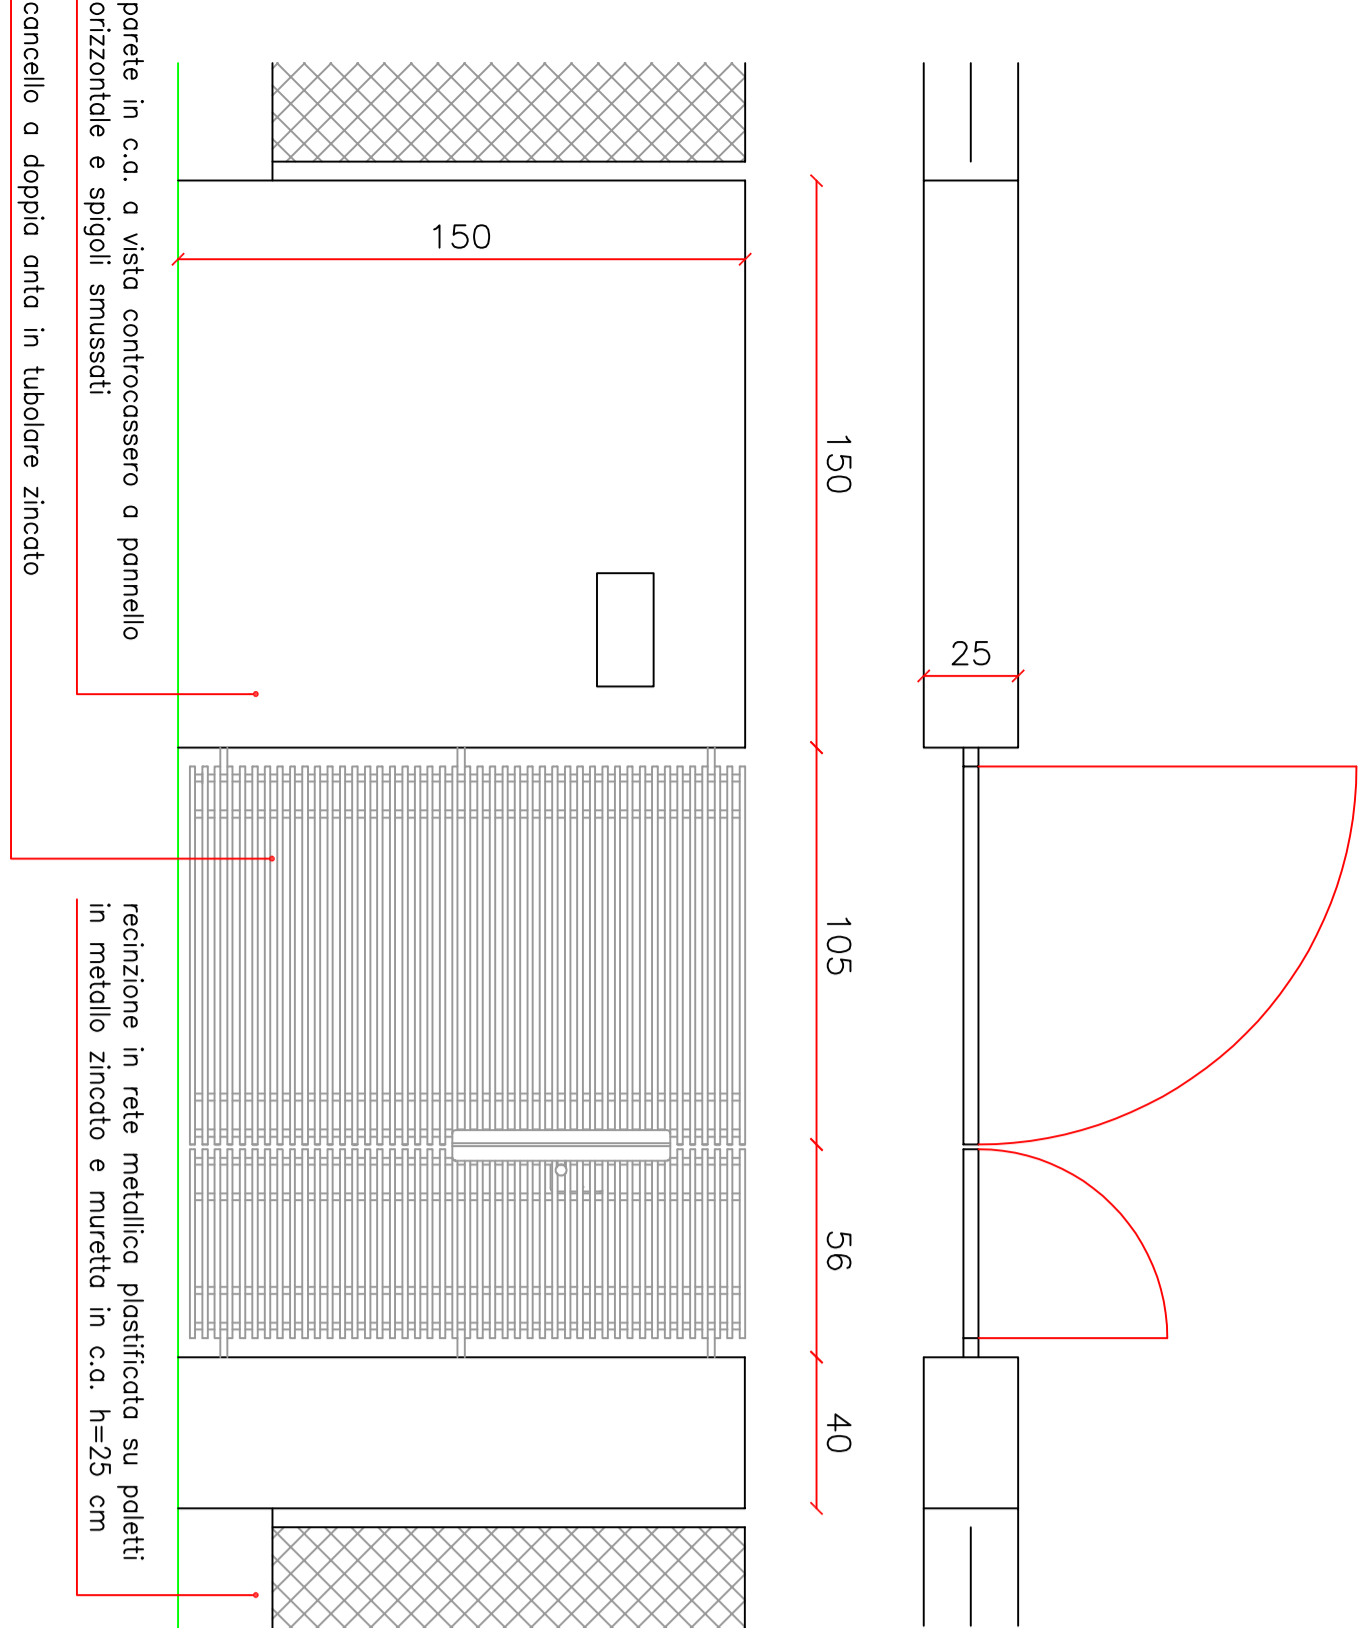 150
150
25
105
56
40
parete in c.a. a vista controcassero a pannello
orizzontale e spigoli smussati
cancello a doppia anta in tubolare zincato
recinzione in rete metallica plastificata su paletti
in metallo zincato e muretta in c.a. h=25 cm